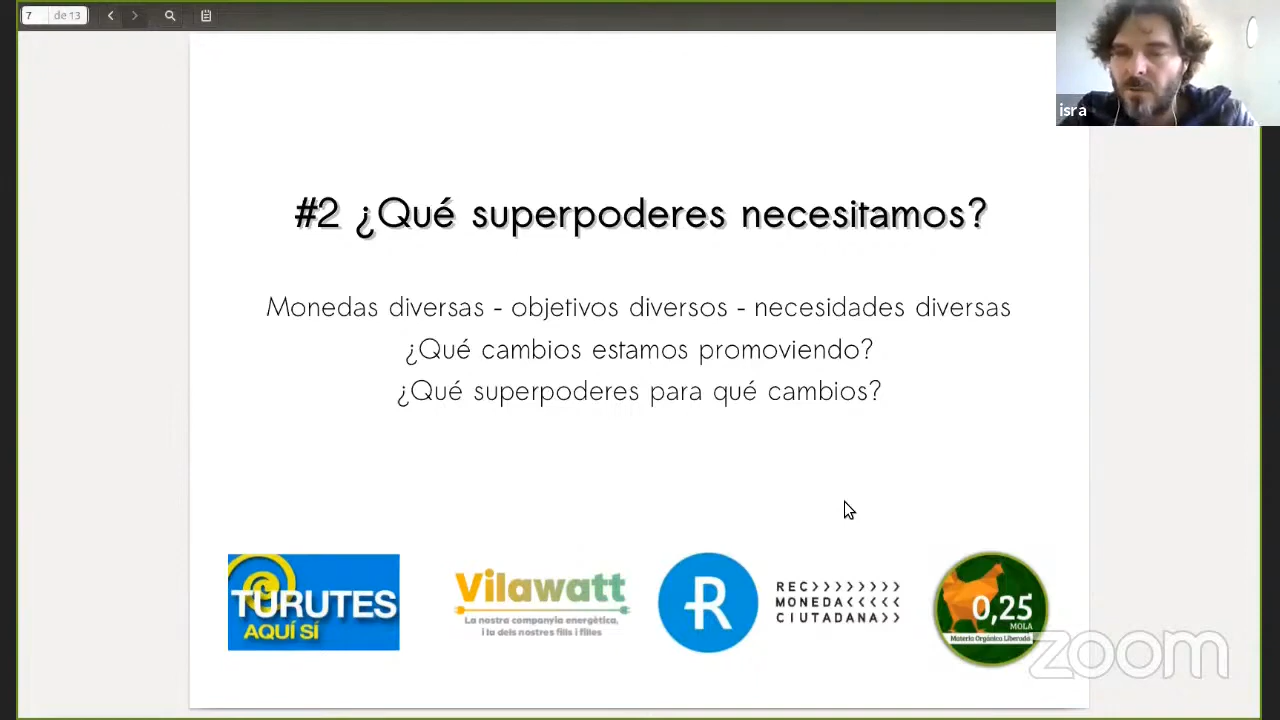 7 de 13
isra
#2 ¿Qué superpoderes necesitamos?
Monedas diversas - objetivos diversos - necesidades diversas
¿Qué cambios estamos promoviendo?
¿Qué superpoderes para qué cambios?
TURUTES
AQUÍ SÍ
Vilawatt
La nostra companyia energètica,
i la dels nostres fills i filles
R
REC>>>>>>>>
MONEDA<<<<<
CIUTADANA>>
0,25
MOLA
Materia Orgánica Liberada
zoom